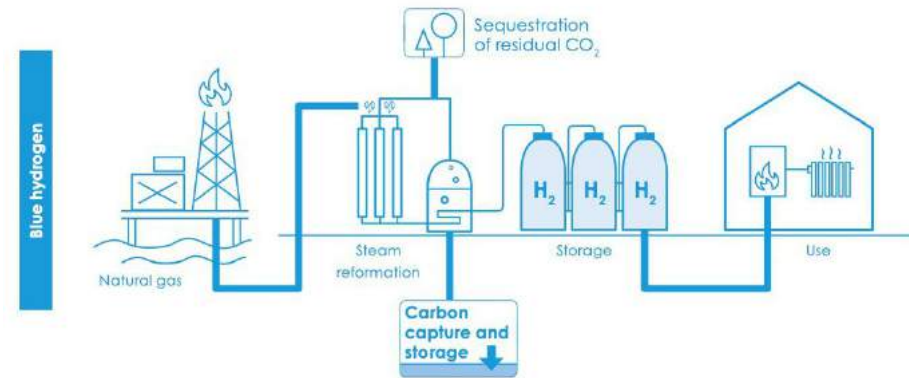 Blue hydrogen
Sequestration
of residual CO₂
Natural gas
Steam
reformation
H₂
H₂
H₂
Storage
Use
Carbon
capture and
storage